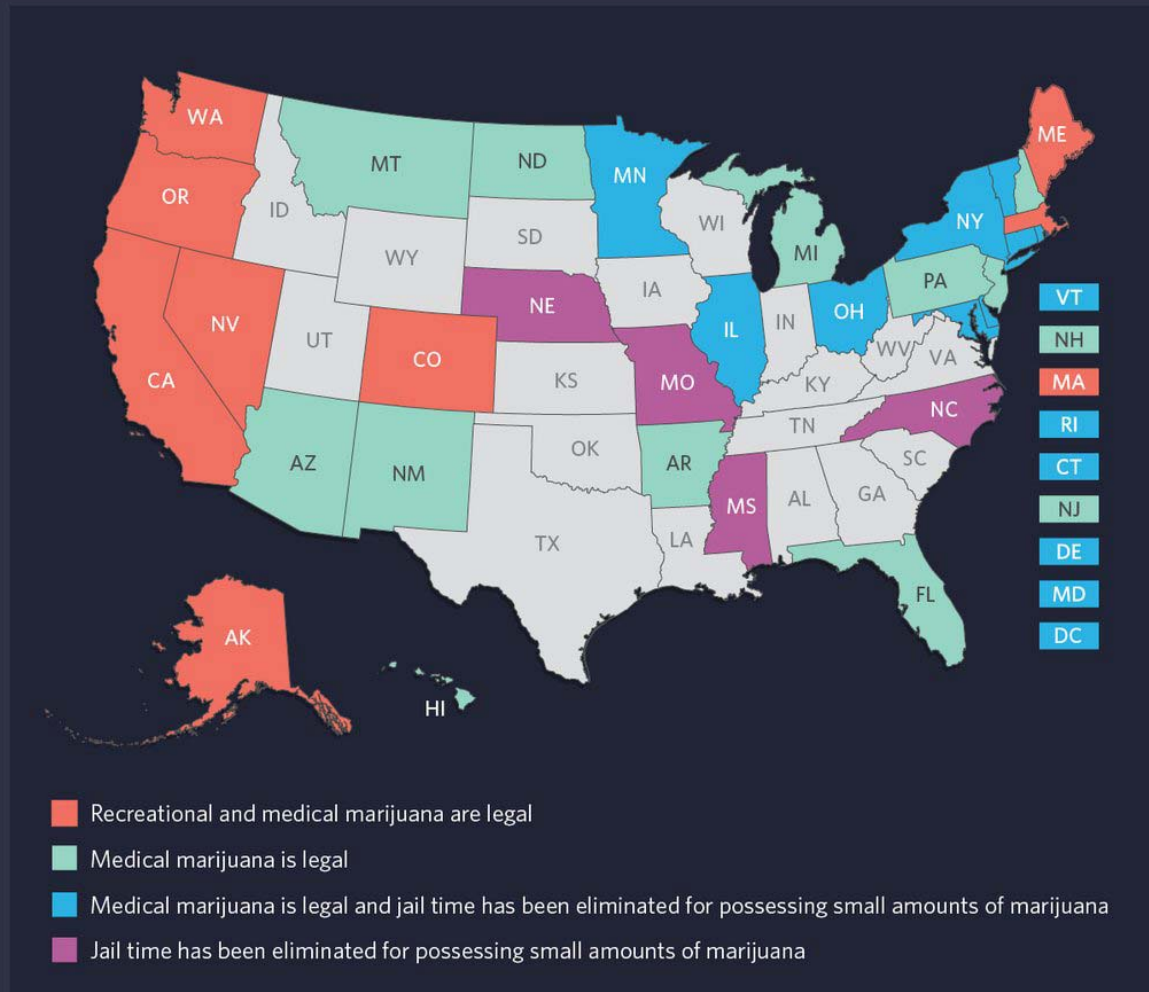 WA
MT
ND
MN
ME
OR
ID
WY
SD
WI
MI
NY
NV
UT
CO
NE
IA
IL
IN
OH
PA
WV
VA
CA
KS
MO
KY
NC
AZ
NM
OK
AR
TN
SC
TX
LA
MS
AL
GA
FL
VT
NH
MA
RI
CT
NJ
DE
MD
DC
AK
HI
Recreational and medical marijuana are legal
Medical marijuana is legal
Medical marijuana is legal and jail time has been eliminated for possessing small amounts of marijuana
Jail time has been eliminated for possessing small amounts of marijuana